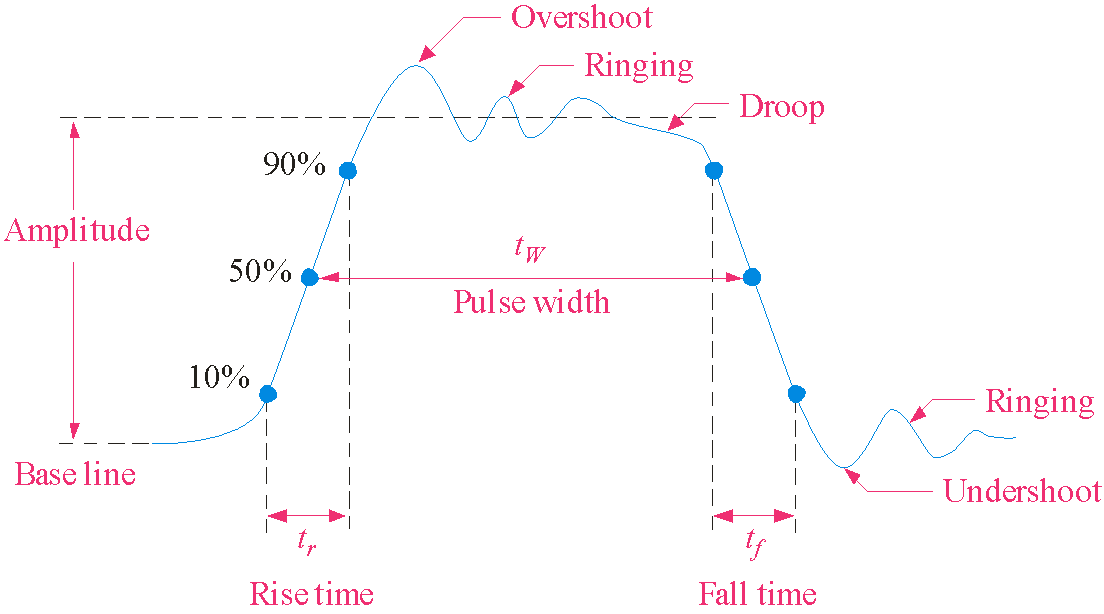 Overshoot
Ringing
Droop
90%
Amplitude
50%
t_W
Pulse width
10%
Ringing
Base line
Undershoot
t_r
t_f
Rise time
Fall time